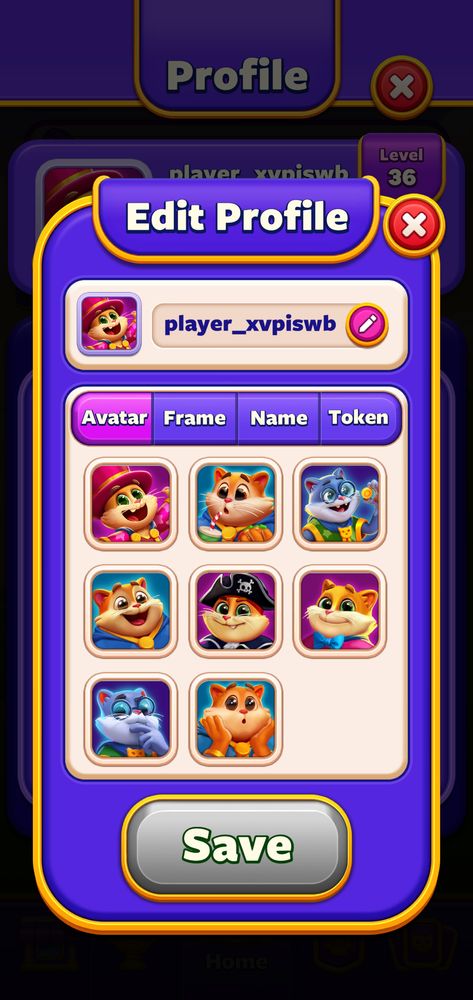 Profile
Level
36
player_xvpiswb
Edit Profile
player_xvpiswb
Avatar
Frame
Name
Token
Save
Home